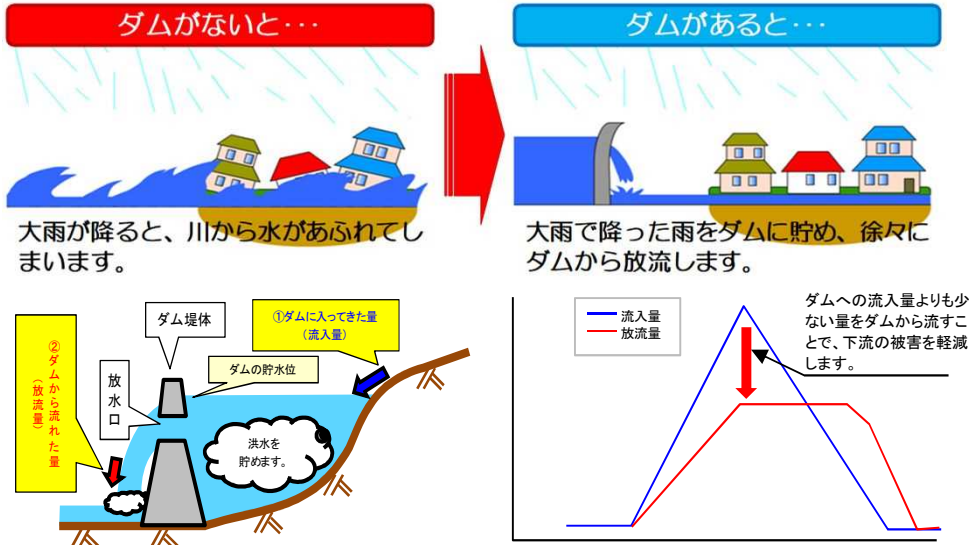 ダムがないと･･･
ダムがあると･･･
大雨が降ると、川から水があふれてし
まいます。
大雨で降った雨をダムに貯め、徐々に
ダムから放流します。
②ダムから流れた量
（放流量）
放水口
ダム堤体
①ダムに入ってきた量
（流入量）
ダムの貯水位
洪水を
貯めます。
流入量
放流量
ダムへの流入量よりも少
ない量をダムから流すこ
とで、下流の被害を軽減
します。